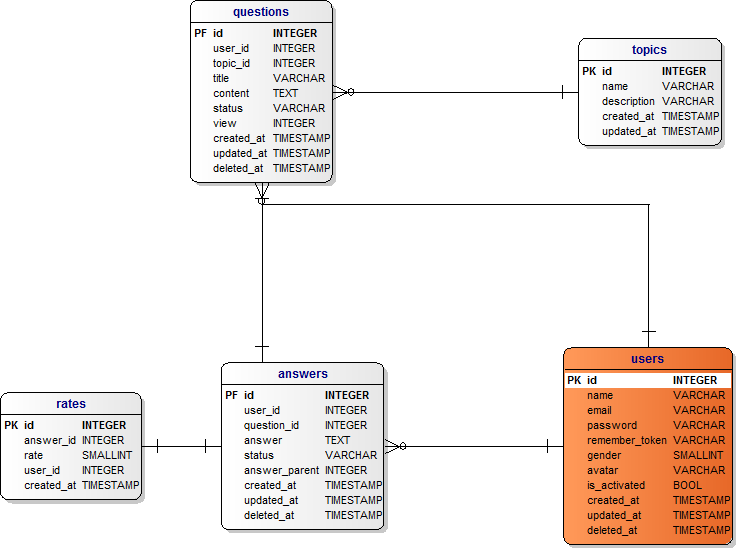 questions
PF id INTEGER
user_id INTEGER
topic_id INTEGER
title VARCHAR
content TEXT
status VARCHAR
view INTEGER
created_at TIMESTAMP
updated_at TIMESTAMP
deleted_at TIMESTAMP
topics
PK id INTEGER
name VARCHAR
description VARCHAR
created_at TIMESTAMP
updated_at TIMESTAMP
rates
PK id INTEGER
answer_id INTEGER
rate SMALLINT
user_id INTEGER
created_at TIMESTAMP
answers
PF id INTEGER
user_id INTEGER
question_id INTEGER
answer TEXT
status VARCHAR
answer_parent INTEGER
created_at TIMESTAMP
updated_at TIMESTAMP
deleted_at TIMESTAMP
users
PK id INTEGER
name VARCHAR
email VARCHAR
password VARCHAR
remember_token VARCHAR
gender SMALLINT
avatar VARCHAR
is_activated BOOL
created_at TIMESTAMP
updated_at TIMESTAMP
deleted_at TIMESTAMP